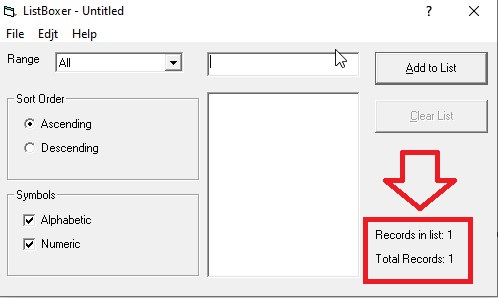 ListBoxer - Untitled
File Edjt Help
Range All Add to List
Sort Order
Ascending
Descending
Clear List
Symbols
Alphabetic
Numeric
Records in list: 1
Total Records: 1